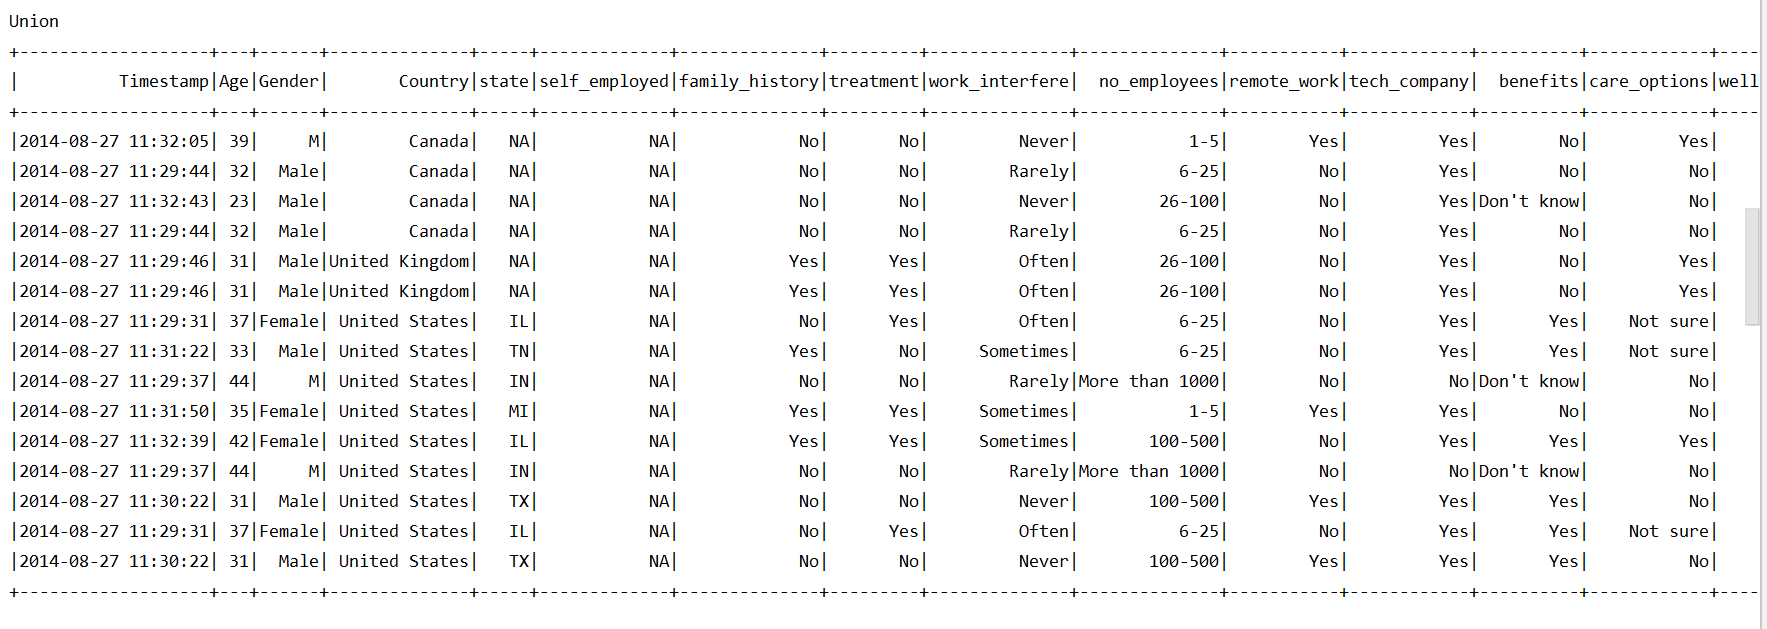 Union
+-------------------+---+------+--------------+-----+-------------+--------------+---------+--------------+--------------+-----------+------------+----------+------------+----
|          Timestamp|Age|Gender|       Country|state|self_employed|family_history|treatment|work_interfere|  no_employees|remote_work|tech_company|  benefits|care_options|well
+-------------------+---+------+--------------+-----+-------------+--------------+---------+--------------+--------------+-----------+------------+----------+------------+----
|2014-08-27 11:32:05| 39|     M|        Canada|   NA|           NA|            No|       No|         Never|           1-5|        Yes|         Yes|        No|         Yes|
|2014-08-27 11:29:44| 32|  Male|        Canada|   NA|           NA|            No|       No|        Rarely|          6-25|         No|         Yes|        No|          No|
|2014-08-27 11:32:43| 23|  Male|        Canada|   NA|           NA|            No|       No|         Never|        26-100|         No|         Yes|Don't know|          No|
|2014-08-27 11:29:44| 32|  Male|        Canada|   NA|           NA|            No|       No|        Rarely|          6-25|         No|         Yes|        No|          No|
|2014-08-27 11:29:46| 31|  Male|United Kingdom|   NA|           NA|           Yes|      Yes|         Often|        26-100|         No|         Yes|        No|         Yes|
|2014-08-27 11:29:46| 31|  Male|United Kingdom|   NA|           NA|           Yes|      Yes|         Often|        26-100|         No|         Yes|        No|         Yes|
|2014-08-27 11:29:31| 37|Female| United States|   IL|           NA|            No|      Yes|         Often|          6-25|         No|         Yes|       Yes|    Not sure|
|2014-08-27 11:31:22| 33|  Male| United States|   TN|           NA|           Yes|       No|     Sometimes|          6-25|         No|         Yes|       Yes|    Not sure|
|2014-08-27 11:29:37| 44|     M| United States|   IN|           NA|            No|       No|        Rarely|More than 1000|         No|          No|Don't know|          No|
|2014-08-27 11:31:50| 35|Female| United States|   MI|           NA|           Yes|      Yes|     Sometimes|           1-5|        Yes|         Yes|        No|          No|
|2014-08-27 11:32:39| 42|Female| United States|   IL|           NA|           Yes|      Yes|     Sometimes|       100-500|         No|         Yes|       Yes|         Yes|
|2014-08-27 11:29:37| 44|     M| United States|   IN|           NA|            No|       No|        Rarely|More than 1000|         No|          No|Don't know|          No|
|2014-08-27 11:30:22| 31|  Male| United States|   TX|           NA|            No|       No|         Never|       100-500|        Yes|         Yes|       Yes|          No|
|2014-08-27 11:29:31| 37|Female| United States|   IL|           NA|            No|      Yes|         Often|          6-25|         No|         Yes|       Yes|    Not sure|
|2014-08-27 11:30:22| 31|  Male| United States|   TX|           NA|            No|       No|         Never|       100-500|        Yes|         Yes|       Yes|          No|
+-------------------+---+------+--------------+-----+-------------+--------------+---------+--------------+--------------+-----------+------------+----------+------------+----